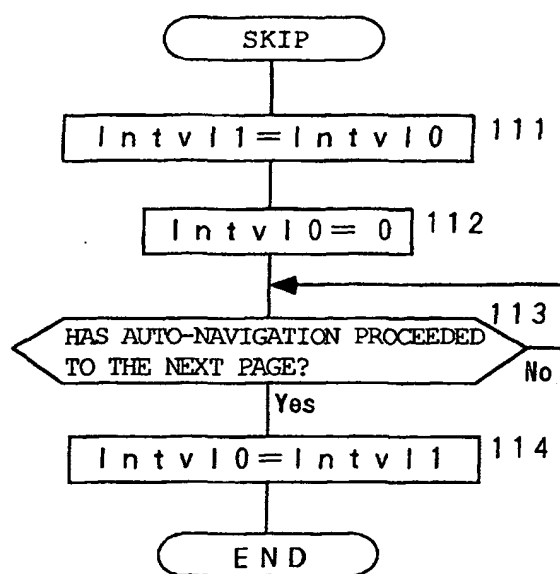 SKIP
Intvl1=Intvl0 111
Intvl0=0 112
113
HAS AUTO-NAVIGATION PROCEEDED
TO THE NEXT PAGE?
No
Yes
Intvl0=Intvl1 114
END